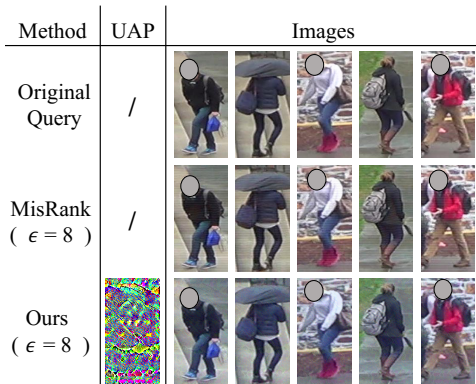 Method UAP Images
Original
Query
/
MisRank
( ϵ = 8 )
/
Ours
( ϵ = 8 )